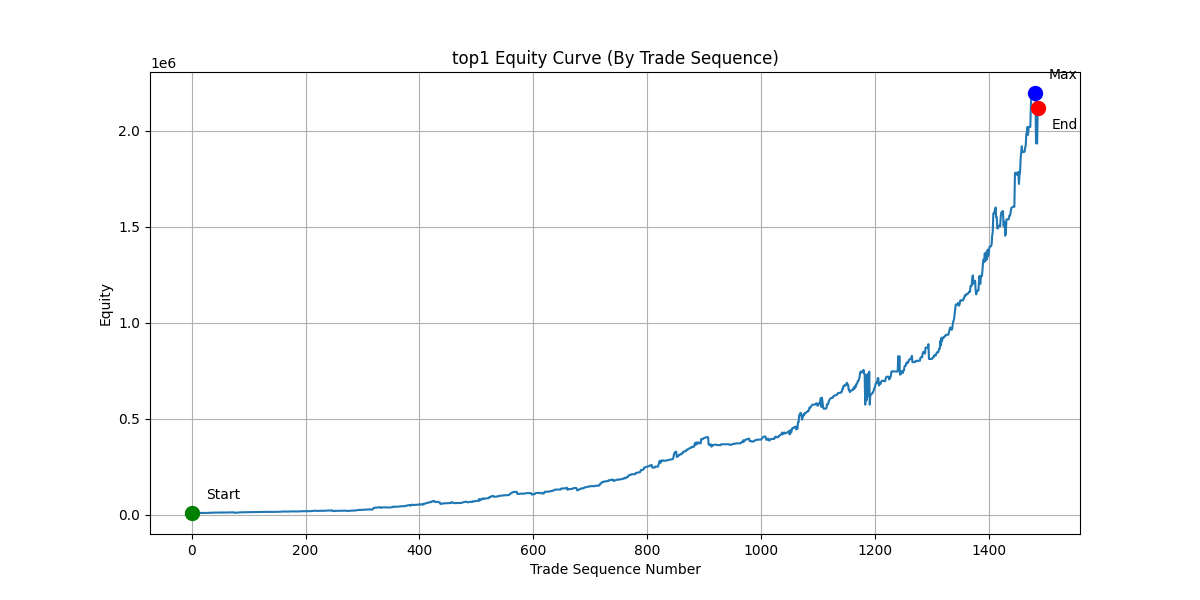 top1 Equity Curve (By Trade Sequence)
1e6
Max
End
Start
2.0
1.5
1.0
0.5
0.0
Equity
0 200 400 600 800 1000 1200 1400
Trade Sequence Number